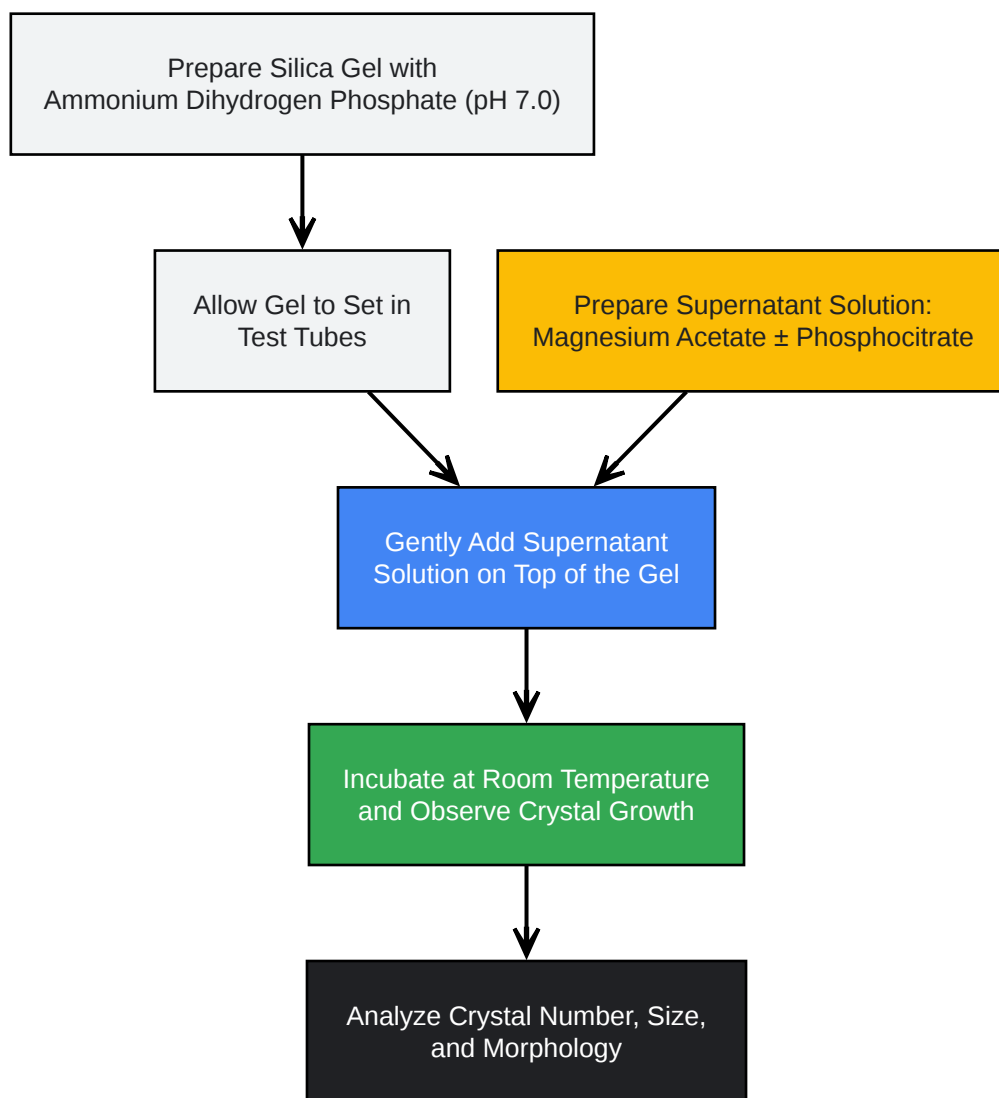 Prepare Silica Gel with
Ammonium Dihydrogen Phosphate (pH 7.0)
Allow Gel to Set in
Test Tubes
Prepare Supernatant Solution:
Magnesium Acetate ± Phosphocitrate
Gently Add Supernatant
Solution on Top of the Gel
Incubate at Room Temperature
and Observe Crystal Growth
Analyze Crystal Number, Size,
and Morphology